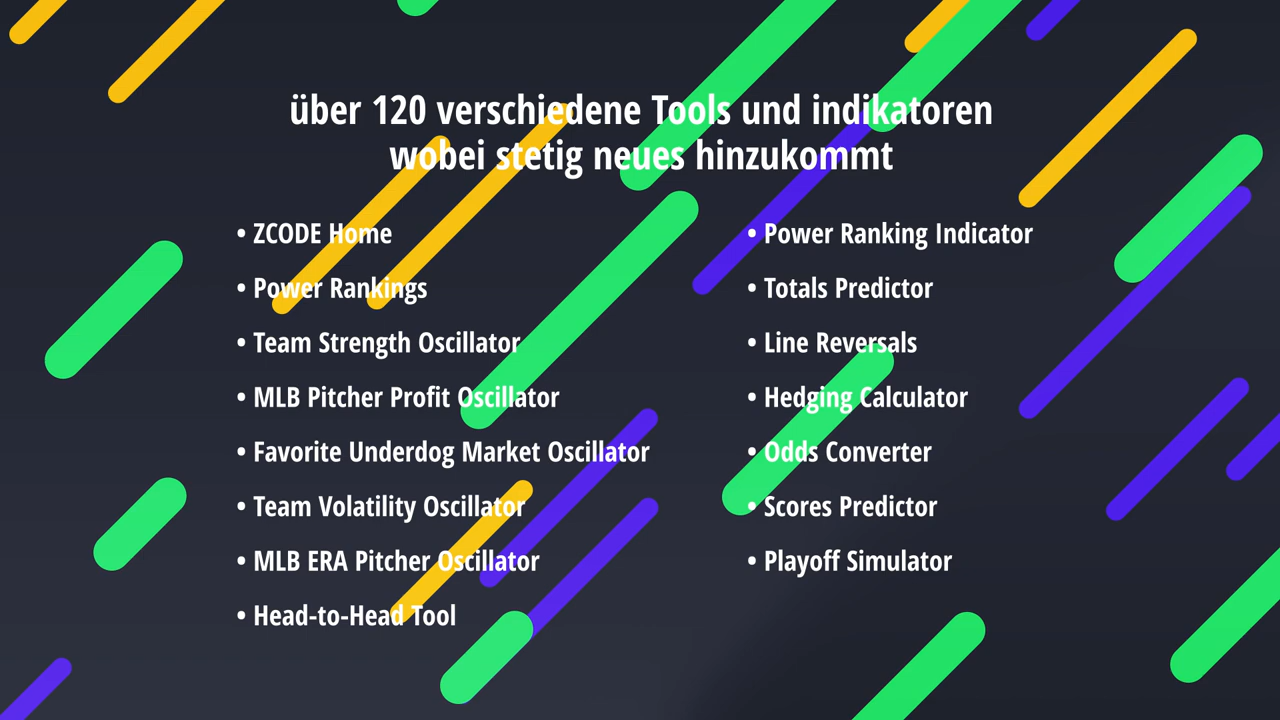 über 120 verschiedene Tools und indikatoren
wobei stetig neues hinzukommt
• ZCODE Home
• Power Rankings
• Team Strength Oscillator
• MLB Pitcher Profit Oscillator
• Favorite Underdog Market Oscillator
• Team Volatility Oscillator
• MLB ERA Pitcher Oscillator
• Head-to-Head Tool
• Power Ranking Indicator
• Totals Predictor
• Line Reversals
• Hedging Calculator
• Odds Converter
• Scores Predictor
• Playoff Simulator